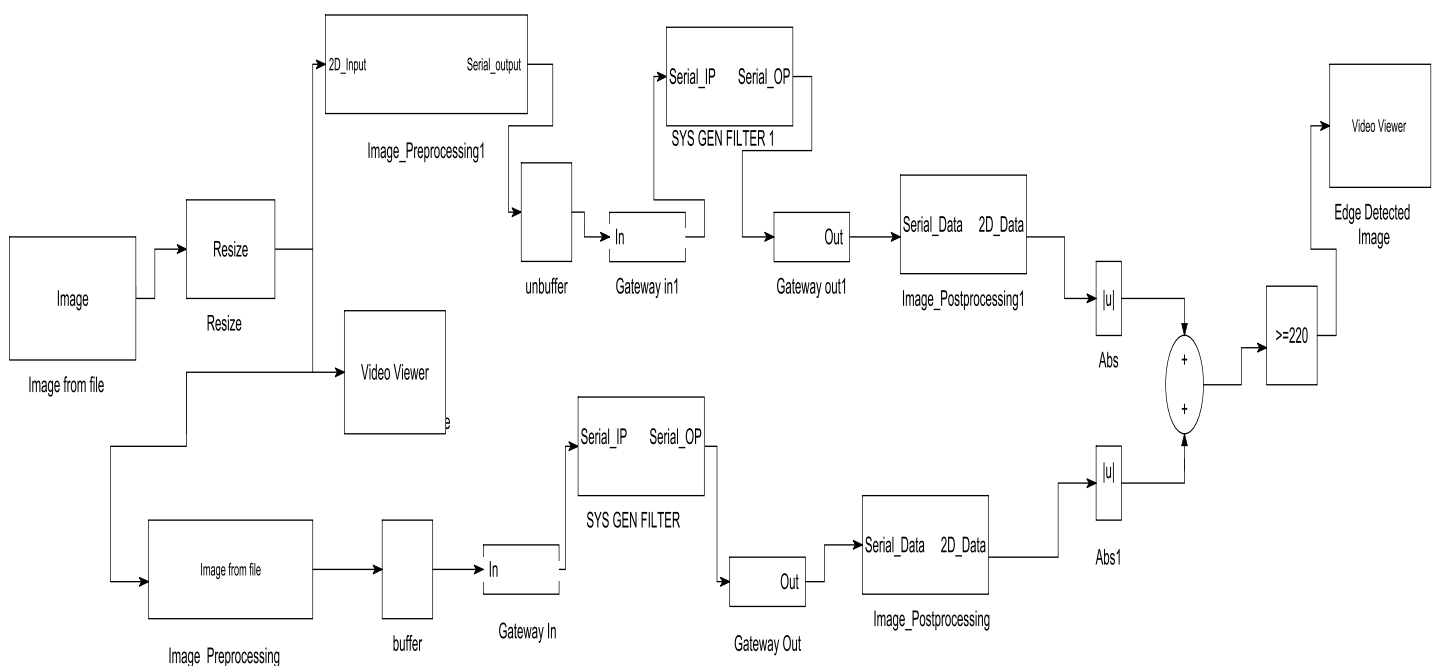 2D_Input
Serial_output
Image_Preprocessing1
Serial_IP
Serial_OP
SYS GEN FILTER 1
unbuffer
In
Gateway in1
Out
Gateway out1
Serial_Data
2D_Data
Image_Postprocessing1
|u|
Abs
Video Viewer
Edge Detected
Image
Image
Image from file
Resize
Resize
Video Viewer
e
+
+
>=220
Image from file
Image_Preprocessing
buffer
In
Gateway In
Serial_IP
Serial_OP
SYS GEN FILTER
Out
Gateway Out
Serial_Data
2D_Data
Image_Postprocessing
|u|
Abs1